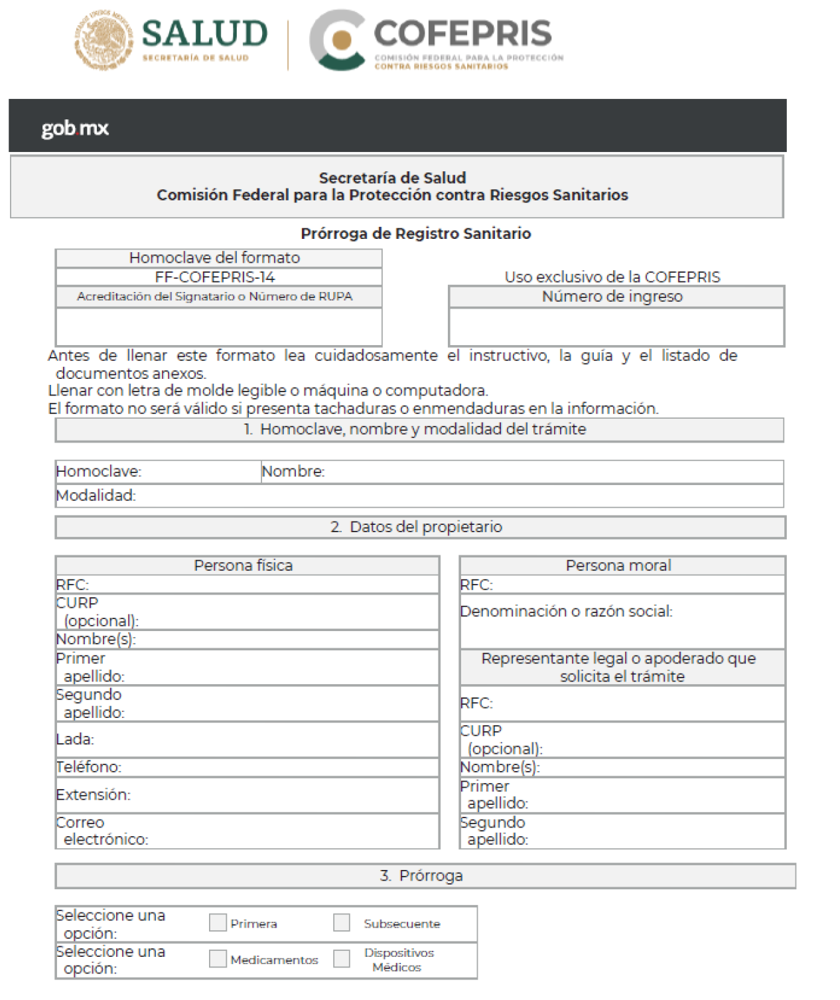 SALUD
SECRETARÍA DE SALUD
COFEPRIS
COMISIÓN FEDERAL PARA LA PROTECCIÓN
CONTRA RIESGOS SANITARIOS
gob.mx
Secretaría de Salud
Comisión Federal para la Protección contra Riesgos Sanitarios
Prórroga de Registro Sanitario
Homoclave del formato
FF-COFEPRIS-14
Acreditación del Signatario o Número de RUPA
Uso exclusivo de la COFEPRIS
Número de ingreso
Antes de llenar este formato lea cuidadosamente el instructivo, la guía y el listado de
documentos anexos.
Llenar con letra de molde legible o máquina o computadora.
El formato no será válido si presenta tachaduras o enmendaduras en la información.
1. Homoclave, nombre y modalidad del trámite
Homoclave: Nombre:
Modalidad:
2. Datos del propietario
Persona física
RFC:
CURP
(opcional):
Nombre(s):
Primer
apellido:
Segundo
apellido:
Lada:
Teléfono:
Extensión:
Correo
electrónico:
Persona moral
RFC:
Denominación o razón social:
Representante legal o apoderado que
solicita el trámite
RFC:
CURP
(opcional):
Nombre(s):
Primer
apellido:
Segundo
apellido:
3. Prórroga
Seleccione una
opción:
Primera
Subsecuente
Seleccione una
opción:
Medicamentos
Dispositivos
Médicos